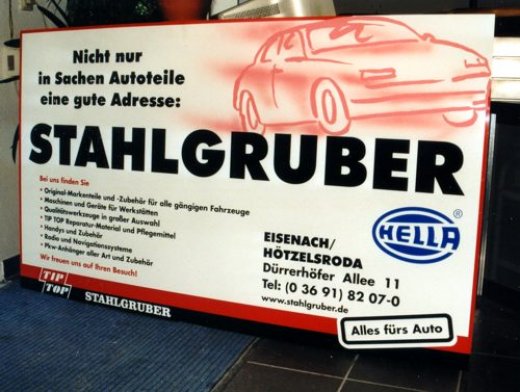 Nicht nur
in Sachen Autoteile
eine gute Adresse:
STAHLGRUBER
Bei uns finden Sie
• Original-Markenteile und -Zubehör für alle gängigen Fahrzeuge
• Maschinen und Geräte für Werkstätten
• Qualitätswerkzeuge in großer Auswahl
• TIP TOP Reparatur-Material und Pflegemittel
• Handys und Zubehör
• Radio und Navigationssysteme
• Pkw-Anhänger aller Art und Zubehör
Wir freuen uns auf Ihren Besuch!
HELLA
®
EISENACH/
HÖTZELSRODA
Dürrerhöfer Allee 11
Tel: (0 36 91) 82 07-0
www.stahlgruber.de
TIP
TOP
STAHLGRUBER
Alles fürs Auto